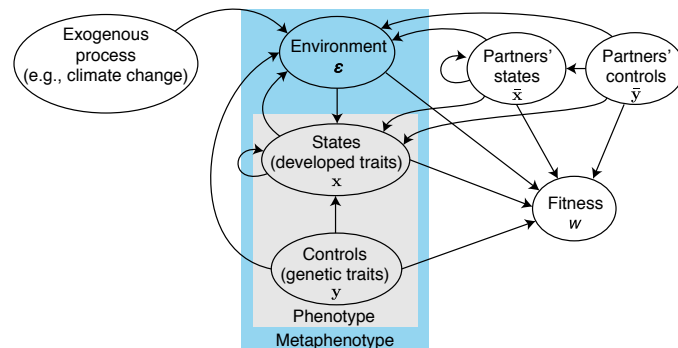 Exogenous
process
(e.g., climate change)
Environment
ε
Partners'
states
x̄
Partners'
controls
ȳ
States
(developed traits)
x
Fitness
w
Controls
(genetic traits)
y
Phenotype
Metaphenotype